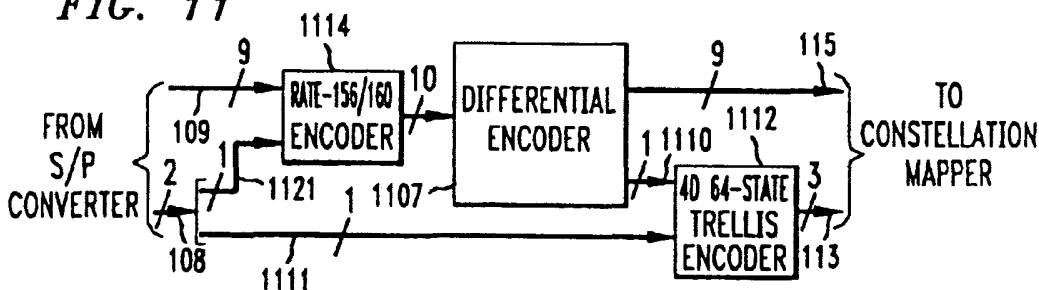 FIG. 11
1114
9
RATE-156/160
ENCODER
109
10
DIFFERENTIAL
ENCODER
9
115
FROM
S/P
CONVERTER
2
108
1
1121
1107
1
1110
1112
4D 64-STATE
TRELLIS
ENCODER
3
113
1
1111
TO
CONSTELLATION
MAPPER